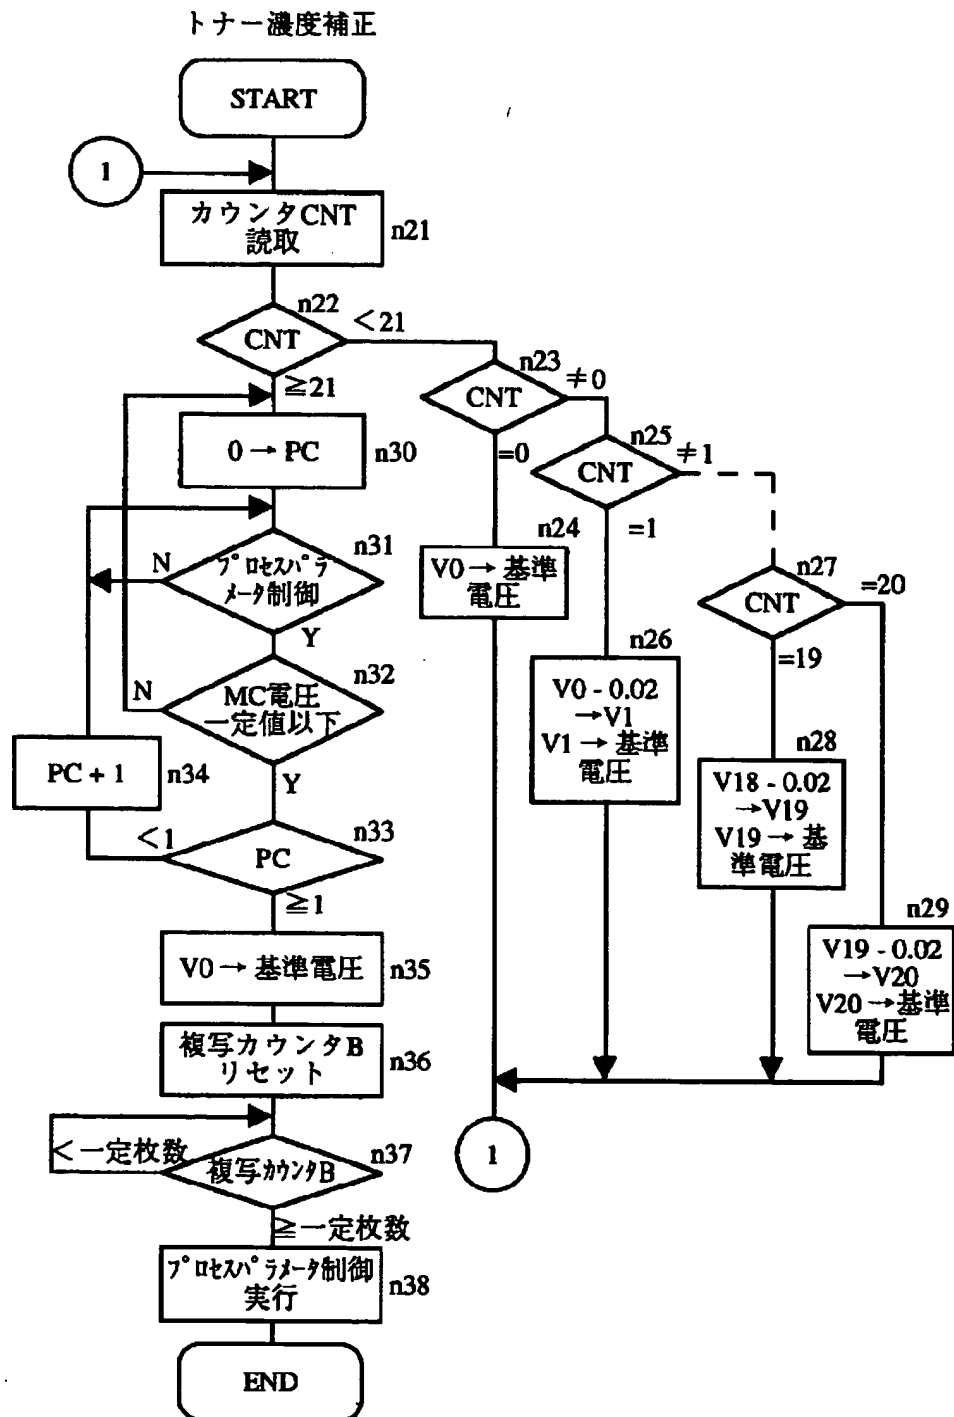 トナー濃度補正
START
1
カウンタCNT
読取
n21
n22
CNT
<21
≧21
n23
CNT
≠0
=0
n25
CNT
≠1
=1
0→PC
n30
n24
V0→基準
電圧
n31
プロセスパラ
メータ制御
N
Y
n27
CNT
=20
=19
n26
V0 - 0.02
→V1
V1→基準
電圧
n32
MC電圧
一定値以下
N
Y
n28
V18 - 0.02
→V19
V19→基
準電圧
PC + 1
n34
n33
PC
<1
≧1
n29
V19 - 0.02
→V20
V20→基準
電圧
V0→基準電圧
n35
複写カウンタB
リセット
n36
<一定枚数
複写カウンタB
n37
≧一定枚数
1
プロセスパラメータ制御
実行
n38
END